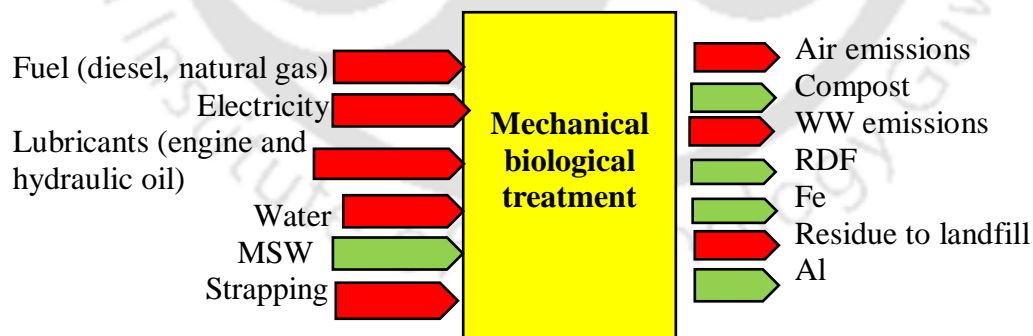 Fuel (diesel, natural gas)
Electricity
Lubricants (engine and
hydraulic oil)
Water
MSW
Strapping
Mechanical
biological
treatment
Air emissions
Compost
WW emissions
RDF
Fe
Residue to landfill
Al